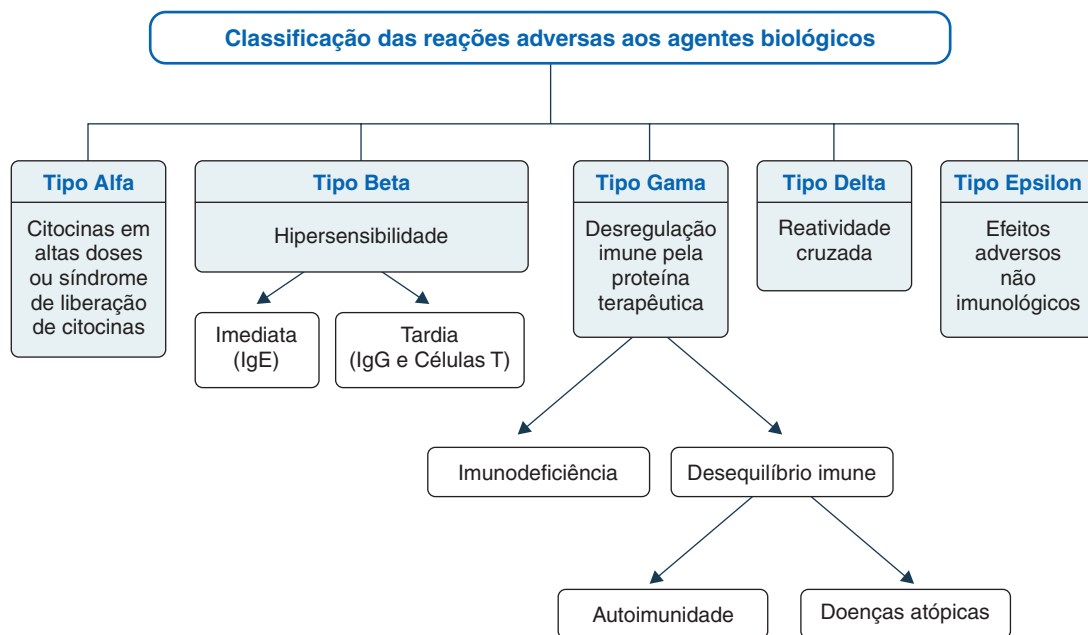 Classificação das reações adversas aos agentes biológicos
Tipo Alfa
Citocinas em
altas doses
ou síndrome
de liberação
de citocinas
Tipo Beta
Hipersensibilidade
Imediata
(IgE)
Tardia
(IgG e Células T)
Tipo Gama
Desregulação
imune pela
proteína
terapêutica
Imunodeficiência
Desequilíbrio imune
Autoimunidade
Doenças atópicas
Tipo Delta
Reatividade
cruzada
Tipo Epsilon
Efeitos
adversos
não
imunológicos